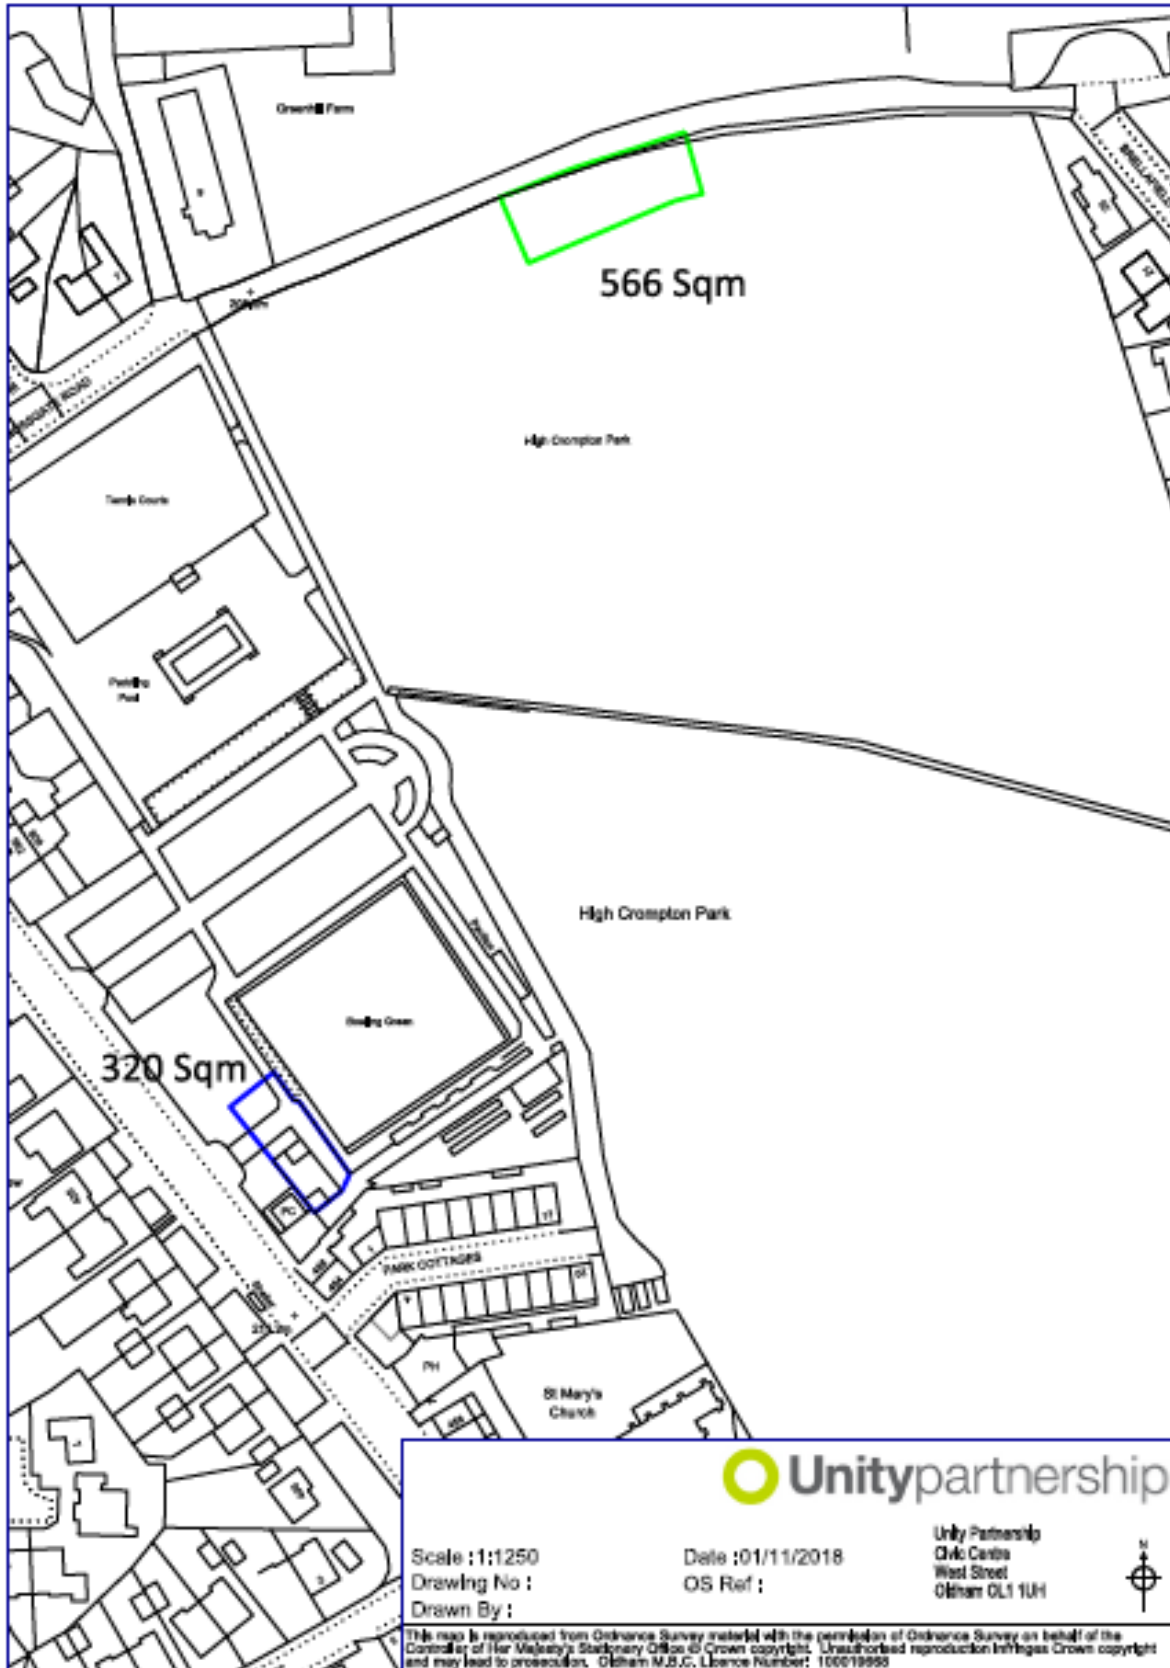 Greenhill Farm
566 Sqm
High Crompton Park
Tennis Courts
Paddling
Pool
High Crompton Park
Pavilion
Bowling Green
320 Sqm
PC
PARK COTTAGES
PH
St Mary's
Church
Unitypartnership
Scale :1:1250
Date :01/11/2018
Unity Partnership
Drawing No :
OS Ref :
Civic Centre
West Street
Drawn By :
Oldham OL1 1UH
N
This map is reproduced from Ordnance Survey material with the permission of Ordnance Survey on behalf of the
Controller of Her Majesty's Stationery Office © Crown copyright. Unauthorised reproduction infringes Crown copyright
and may lead to prosecution. Oldham M.B.C. Licence Number: 100019668